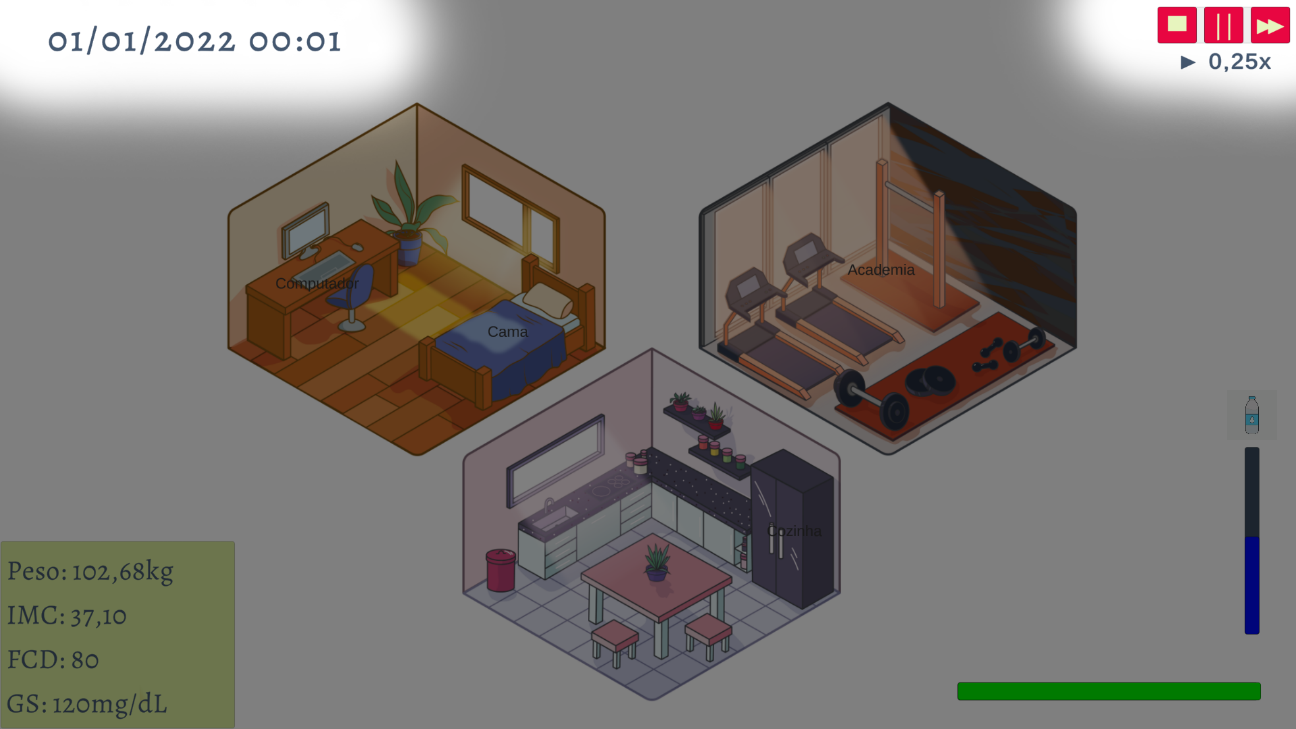 01/01/2022 00:01
► 0,25x
Academia
Computador
Cama
Cozinha
Peso: 102,68kg
IMC: 37,10
FCD: 80
GS: 120mg/dL